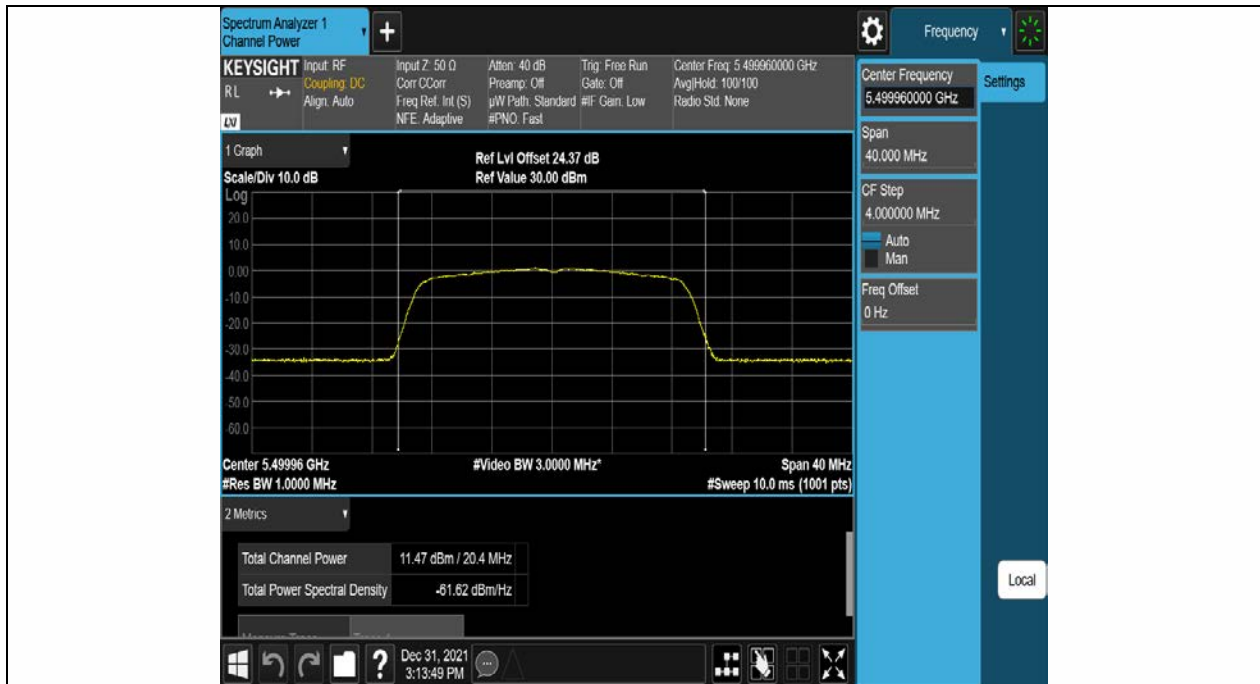 Spectrum Analyzer 1
Channel Power
Frequency
KEYSIGHT
RL
LXI
Input: RF
Coupling: DC
Align: Auto
Input Z: 50 Ω
Corr CCorr
Freq Ref: Int (S)
NFE: Adaptive
Atten: 40 dB
Preamp: Off
µW Path: Standard
#PNO: Fast
Trig: Free Run
Gate: Off
#IF Gain: Low
Center Freq: 5.499960000 GHz
Avg|Hold: 100/100
Radio Std: None
1 Graph
Scale/Div 10.0 dB
Ref Lvl Offset 24.37 dB
Ref Value 30.00 dBm
Log
20.0
10.0
0.00
-10.0
-20.0
-30.0
-40.0
-50.0
-60.0
Center 5.49996 GHz
#Res BW 1.0000 MHz
#Video BW 3.0000 MHz*
Span 40 MHz
#Sweep 10.0 ms (1001 pts)
2 Metrics
Total Channel Power 11.47 dBm / 20.4 MHz
Total Power Spectral Density -61.62 dBm/Hz
Dec 31, 2021
3:13:49 PM
Center Frequency
5.499960000 GHz
Settings
Span
40.000 MHz
CF Step
4.000000 MHz
Auto
Man
Freq Offset
0 Hz
Local